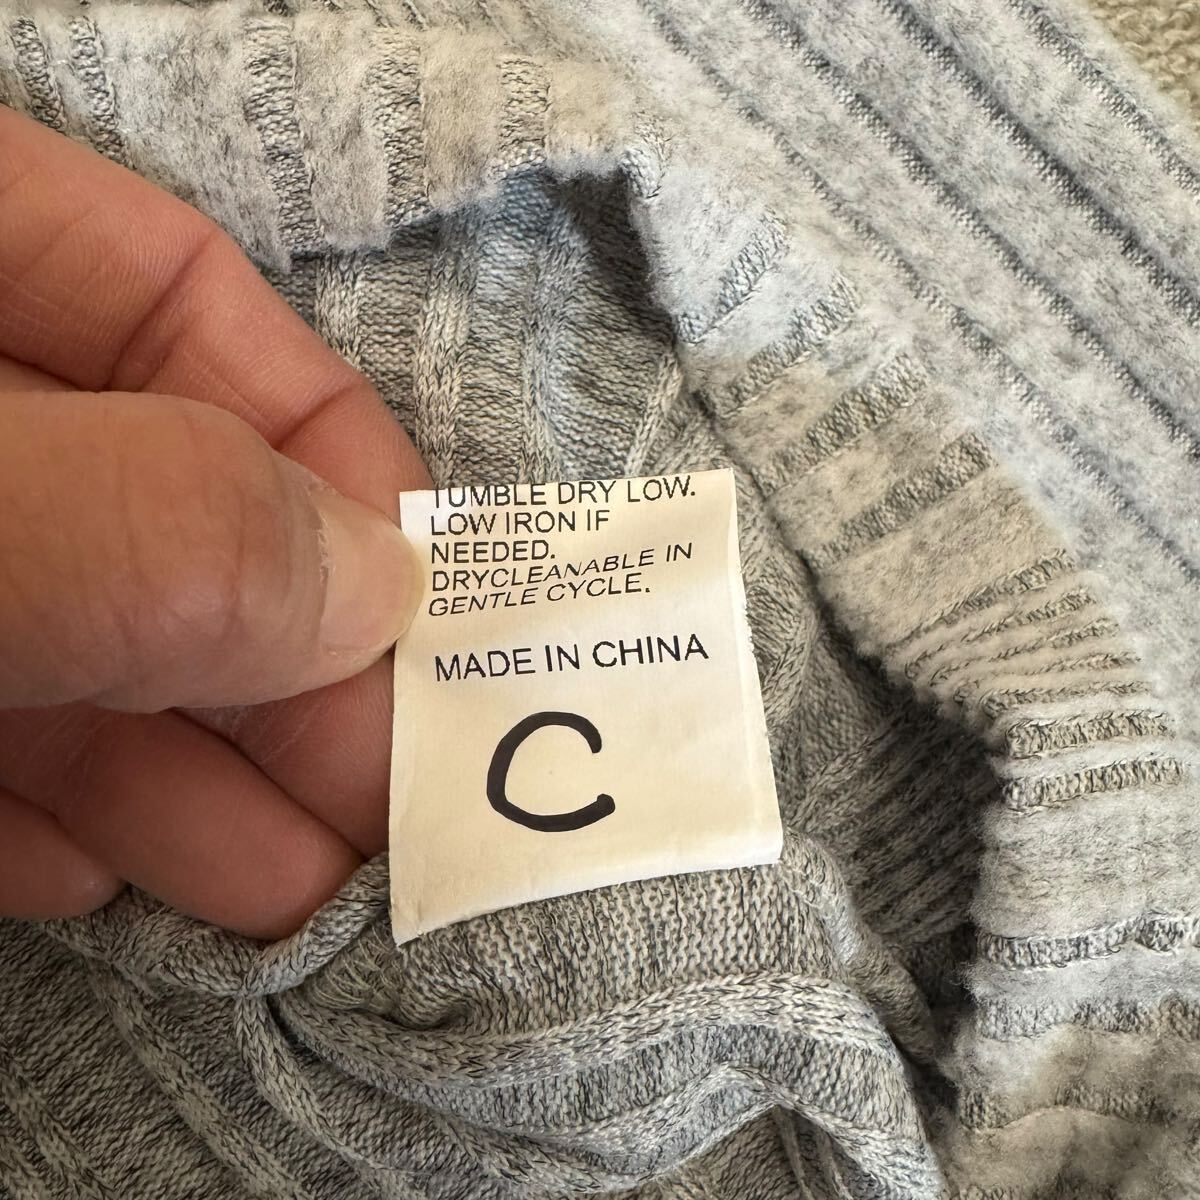 TUMBLE DRY LOW.
LOW IRON IF
NEEDED.
DRYCLEANABLE IN
GENTLE CYCLE.
MADE IN CHINA
C